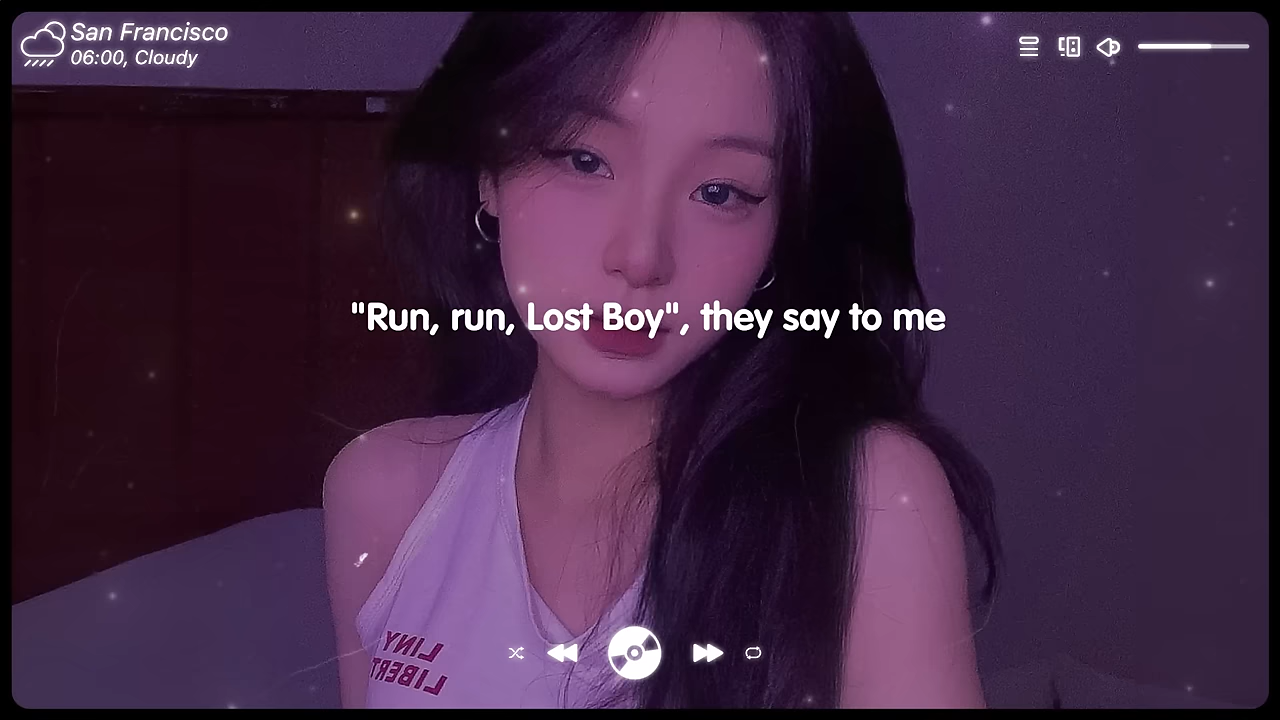 San Francisco
06:00, Cloudy
"Run, run, Lost Boy", they say to me
LINY
LIBERT